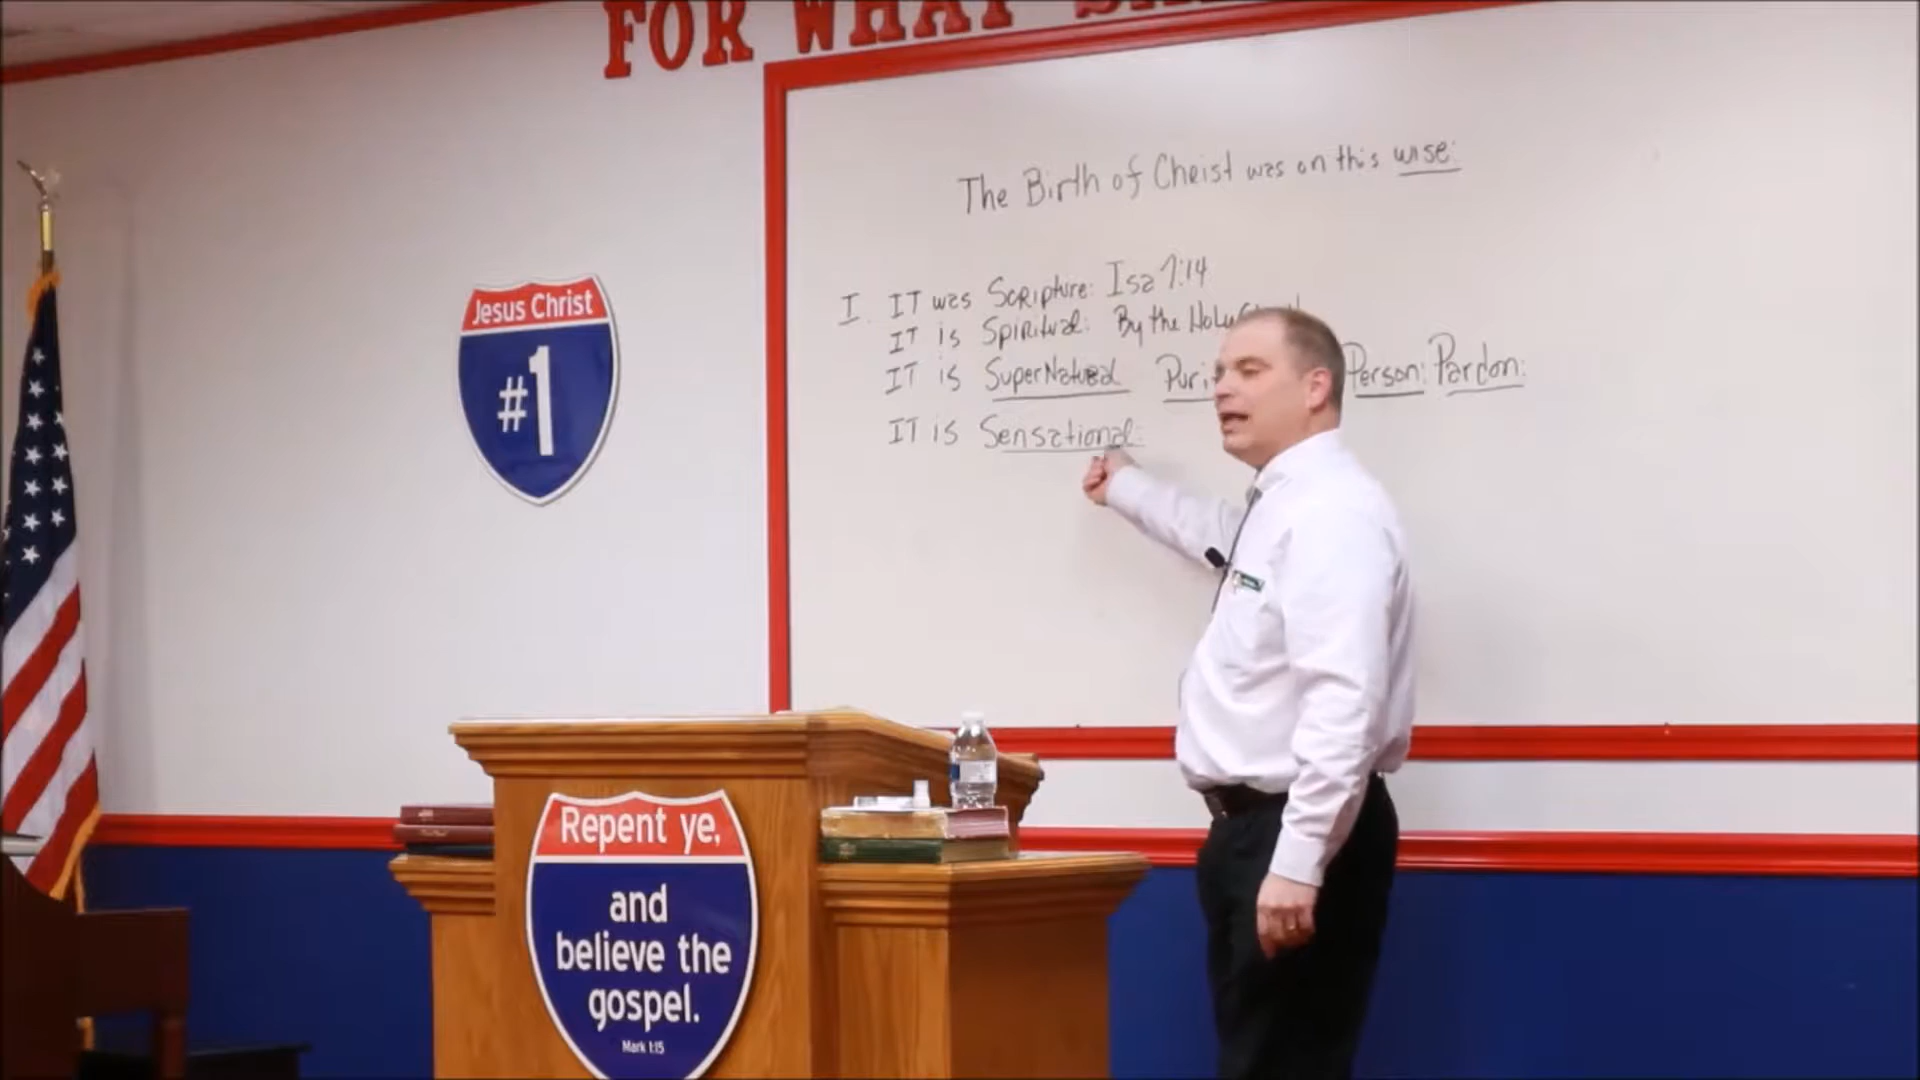 FOR WHAT
The Birth of Christ was on this wise:
I. IT was Scripture: Isa 7:14
IT is Spiritual: By the Holy
IT is SuperNatural Person: Pardon:
IT is Sensational:
Jesus Christ
#1
Repent ye,
and
believe the
gospel.
Mark 1:15